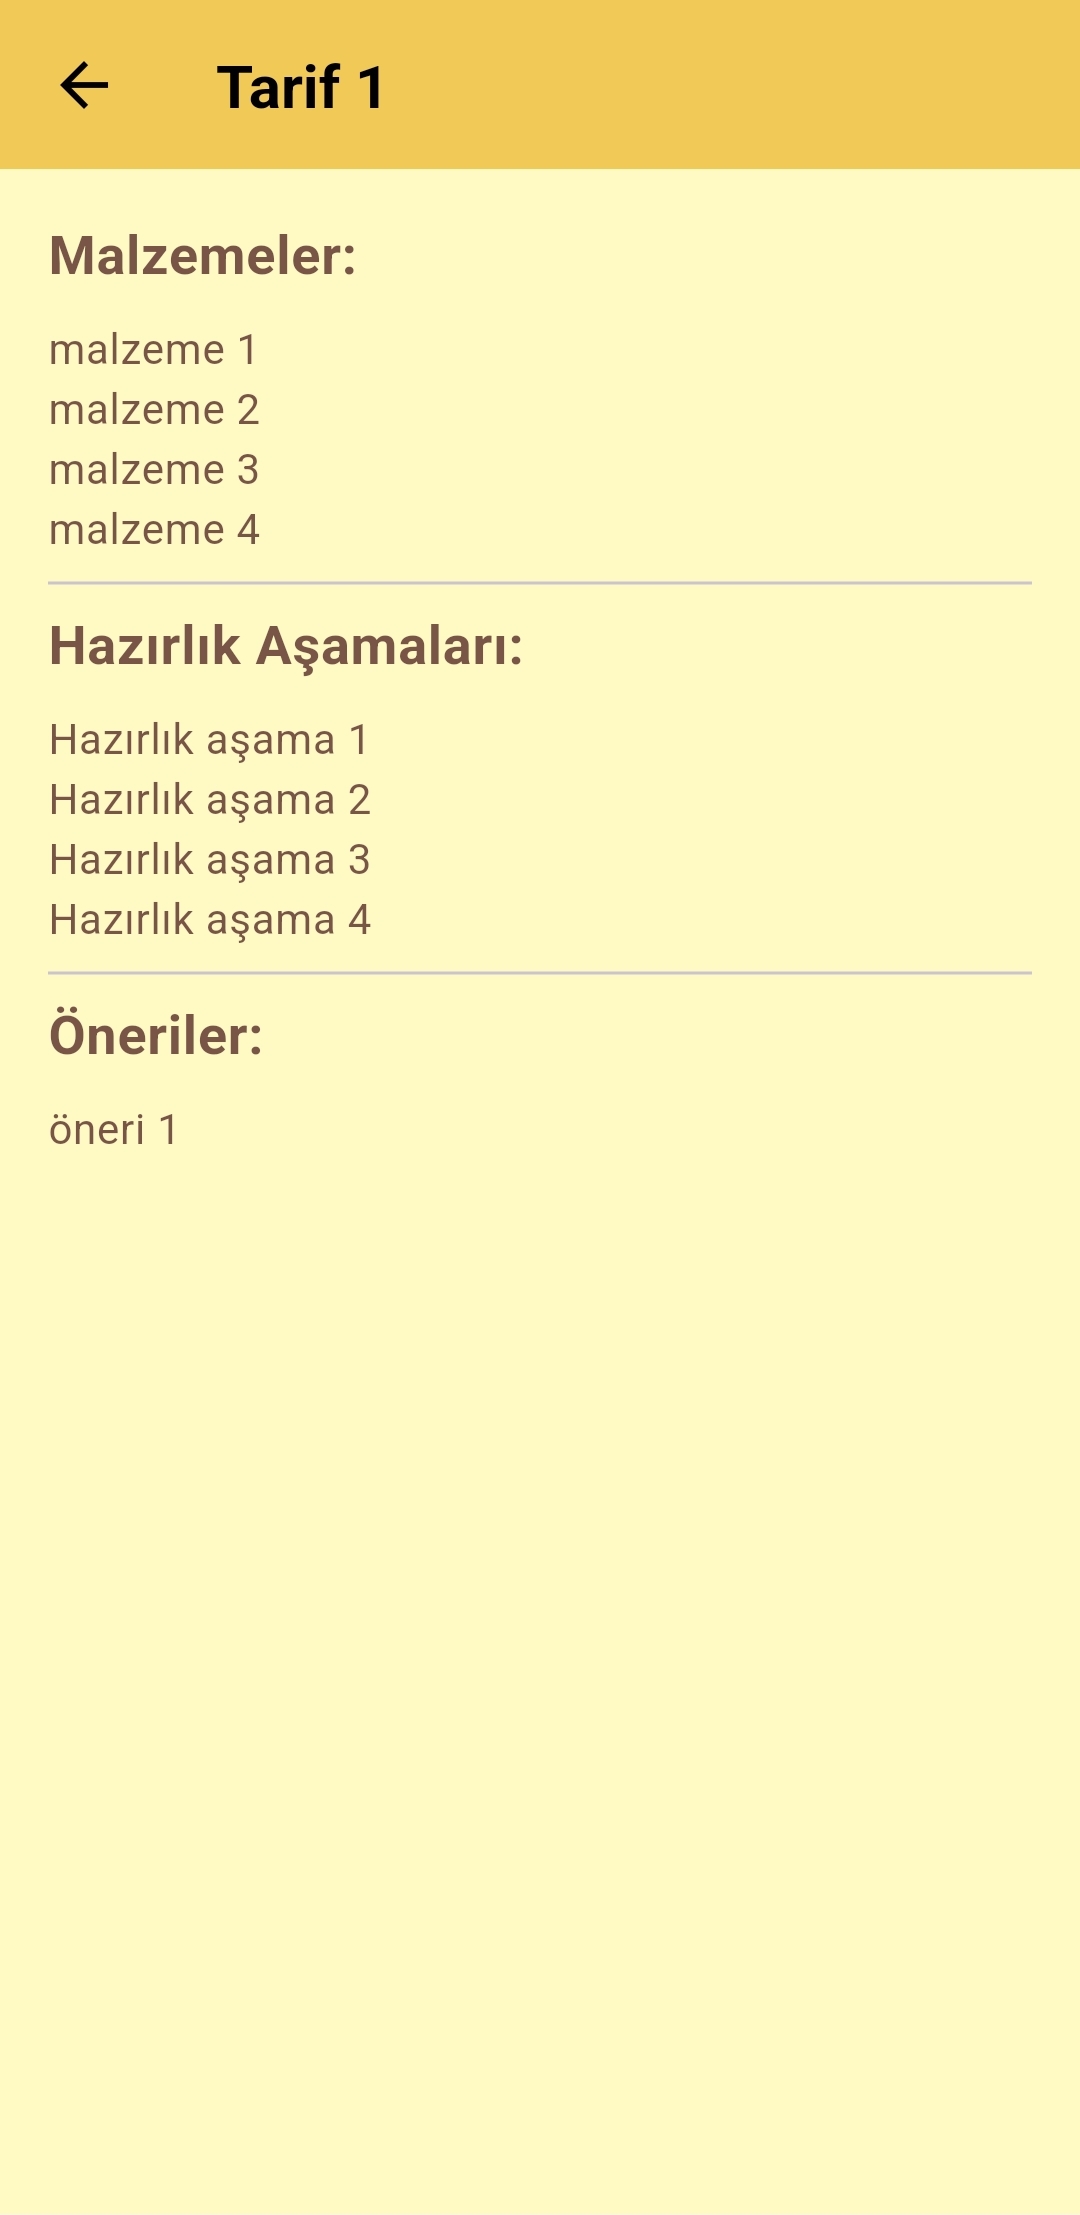 Tarif 1
Malzemeler:
malzeme 1
malzeme 2
malzeme 3
malzeme 4
Hazırlık Aşamaları:
Hazırlık aşama 1
Hazırlık aşama 2
Hazırlık aşama 3
Hazırlık aşama 4
Öneriler:
öneri 1